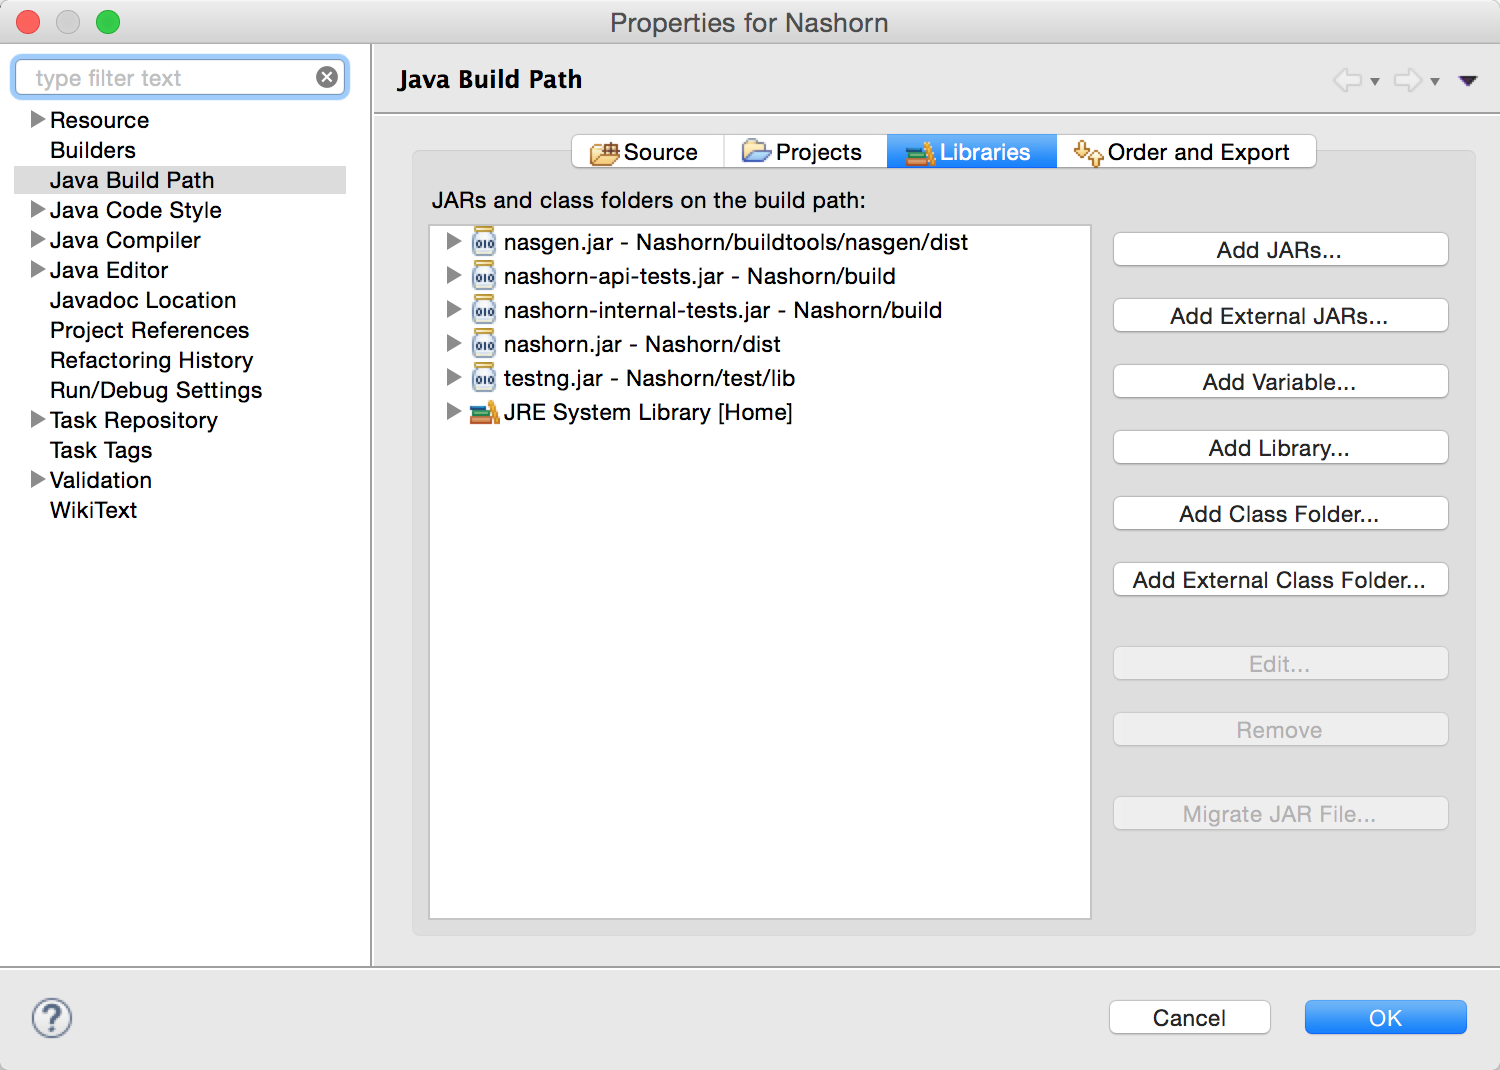 Properties for Nashorn
type filter text
Resource
Builders
Java Build Path
Java Code Style
Java Compiler
Java Editor
Javadoc Location
Project References
Refactoring History
Run/Debug Settings
Task Repository
Task Tags
Validation
WikiText
Java Build Path
Source Projects Libraries Order and Export
JARs and class folders on the build path:
nasgen.jar - Nashorn/buildtools/nasgen/dist
nashorn-api-tests.jar - Nashorn/build
nashorn-internal-tests.jar - Nashorn/build
nashorn.jar - Nashorn/dist
testng.jar - Nashorn/test/lib
JRE System Library [Home]
Add JARs...
Add External JARs...
Add Variable...
Add Library...
Add Class Folder...
Add External Class Folder...
Edit...
Remove
Migrate JAR File...
?
Cancel OK